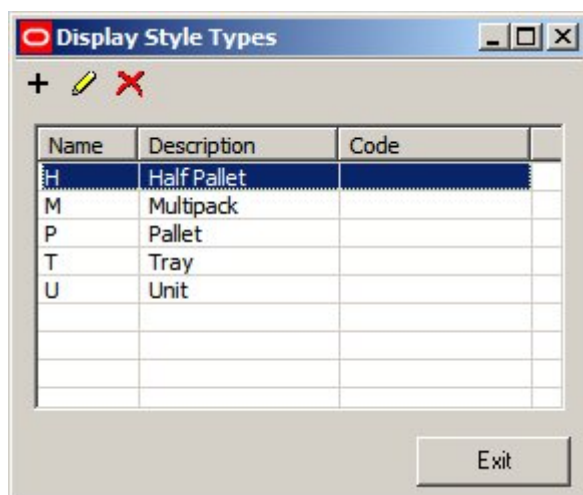 Display Style Types
Name Description Code
H Half Pallet
M Multipack
P Pallet
T Tray
U Unit
Exit